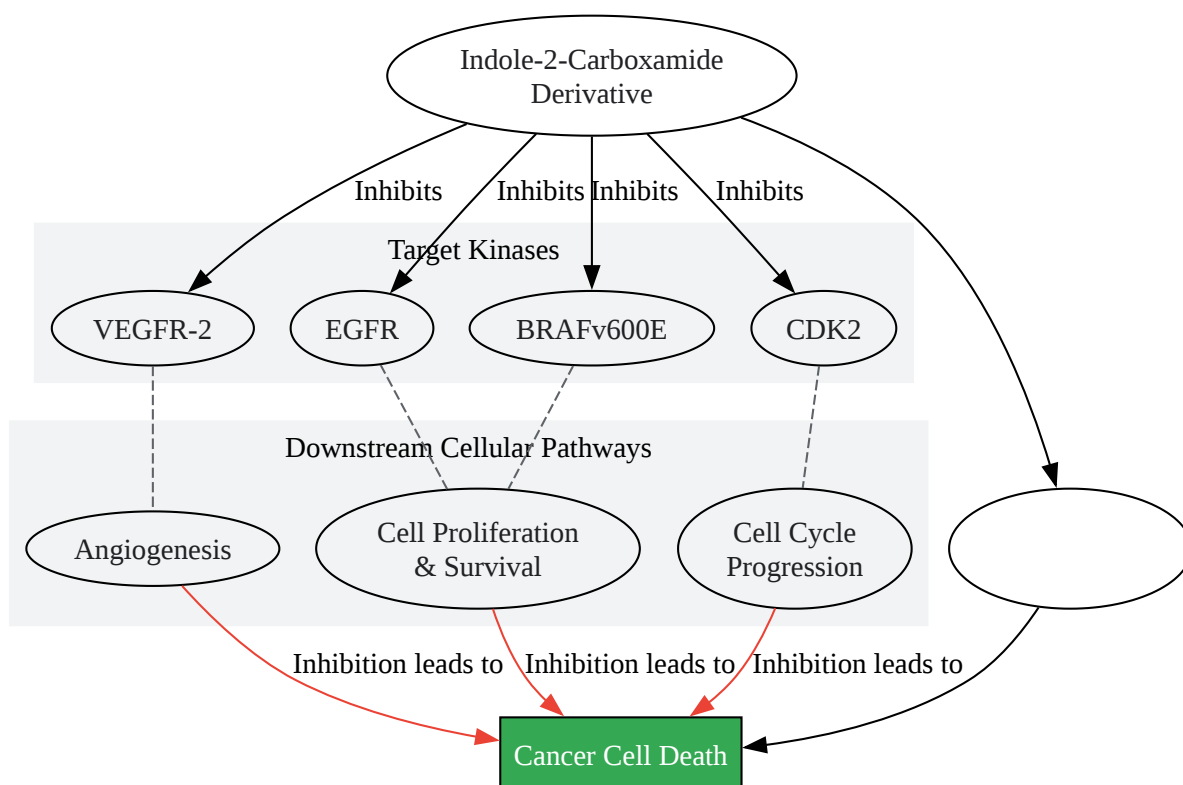 Indole-2-Carboxamide
Derivative
Inhibits
Inhibits
Inhibits
Inhibits
Target Kinases
VEGFR-2
EGFR
BRAFv600E
CDK2
Downstream Cellular Pathways
Angiogenesis
Cell Proliferation
& Survival
Cell Cycle
Progression
Inhibition leads to
Inhibition leads to
Inhibition leads to
Cancer Cell Death